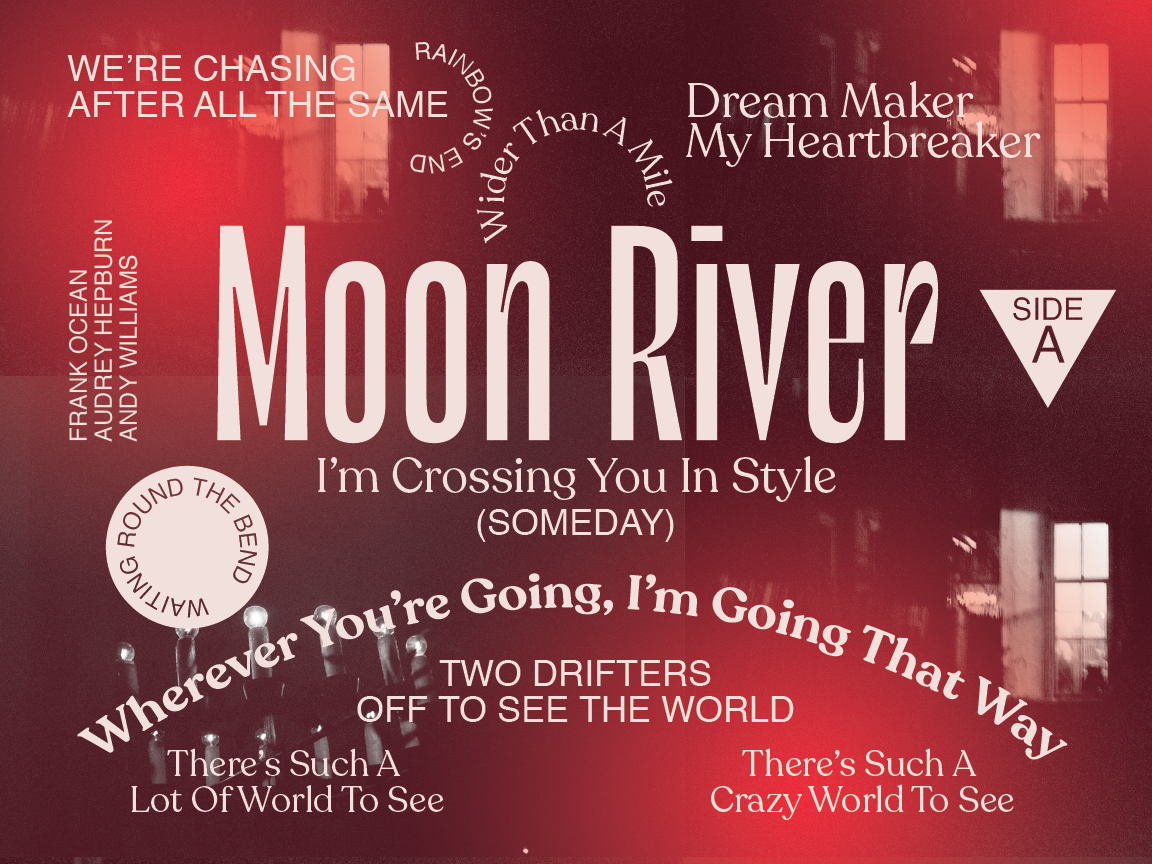 WE'RE CHASING
AFTER ALL THE SAME
RAINBOW'S END
Wider Than A Mile
Dream Maker
My Heartbreaker
FRANK OCEAN
AUDREY HEPBURN
ANDY WILLIAMS
Moon River
SIDE
A
I'm Crossing You In Style
(SOMEDAY)
WAITING ROUND THE BEND
Wherever You're Going, I'm Going That Way
TWO DRIFTERS
OFF TO SEE THE WORLD
There's Such A
Lot Of World To See
There's Such A
Crazy World To See